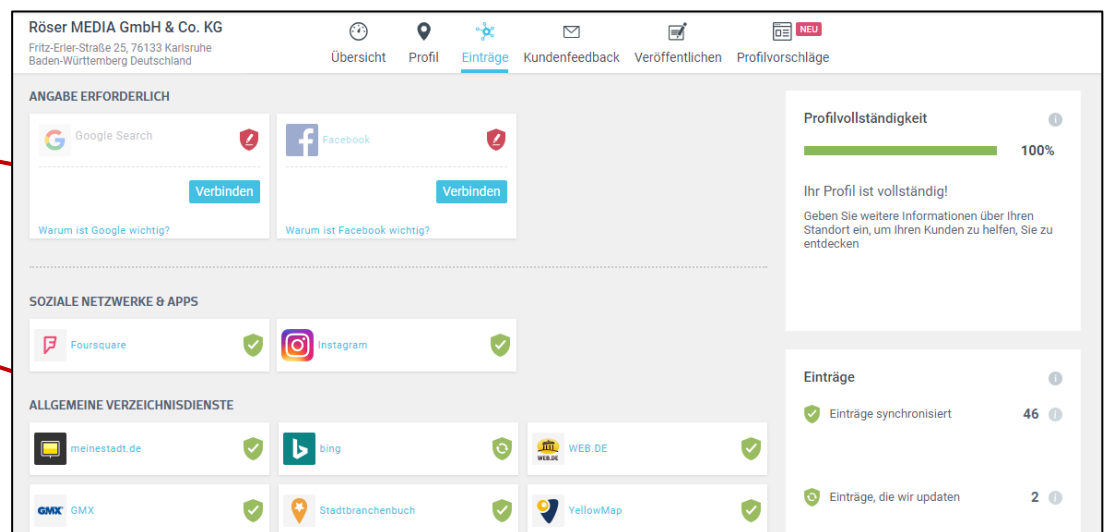 Röser MEDIA GmbH & Co. KG
Fritz-Erler-Straße 25, 76133 Karlsruhe
Baden-Württemberg Deutschland
Übersicht
Profil
Einträge
Kundenfeedback
Veröffentlichen
NEU
Profilvorschläge
ANGABE ERFORDERLICH
G Google Search
f Facebook
Verbinden
Verbinden
Warum ist Google wichtig?
Warum ist Facebook wichtig?
SOZIALE NETZWERKE & APPS
Foursquare
Instagram
ALLGEMEINE VERZEICHNISDIENSTE
meinestadt.de
bing
WEB.DE WEB.DE
GMX GMX
Stadtbranchenbuch
YellowMap
Profilvollständigkeit
100%
Ihr Profil ist vollständig!
Geben Sie weitere Informationen über Ihren
Standort ein, um Ihren Kunden zu helfen, Sie zu
entdecken
Einträge
Einträge synchronisiert 46
Einträge, die wir updaten 2